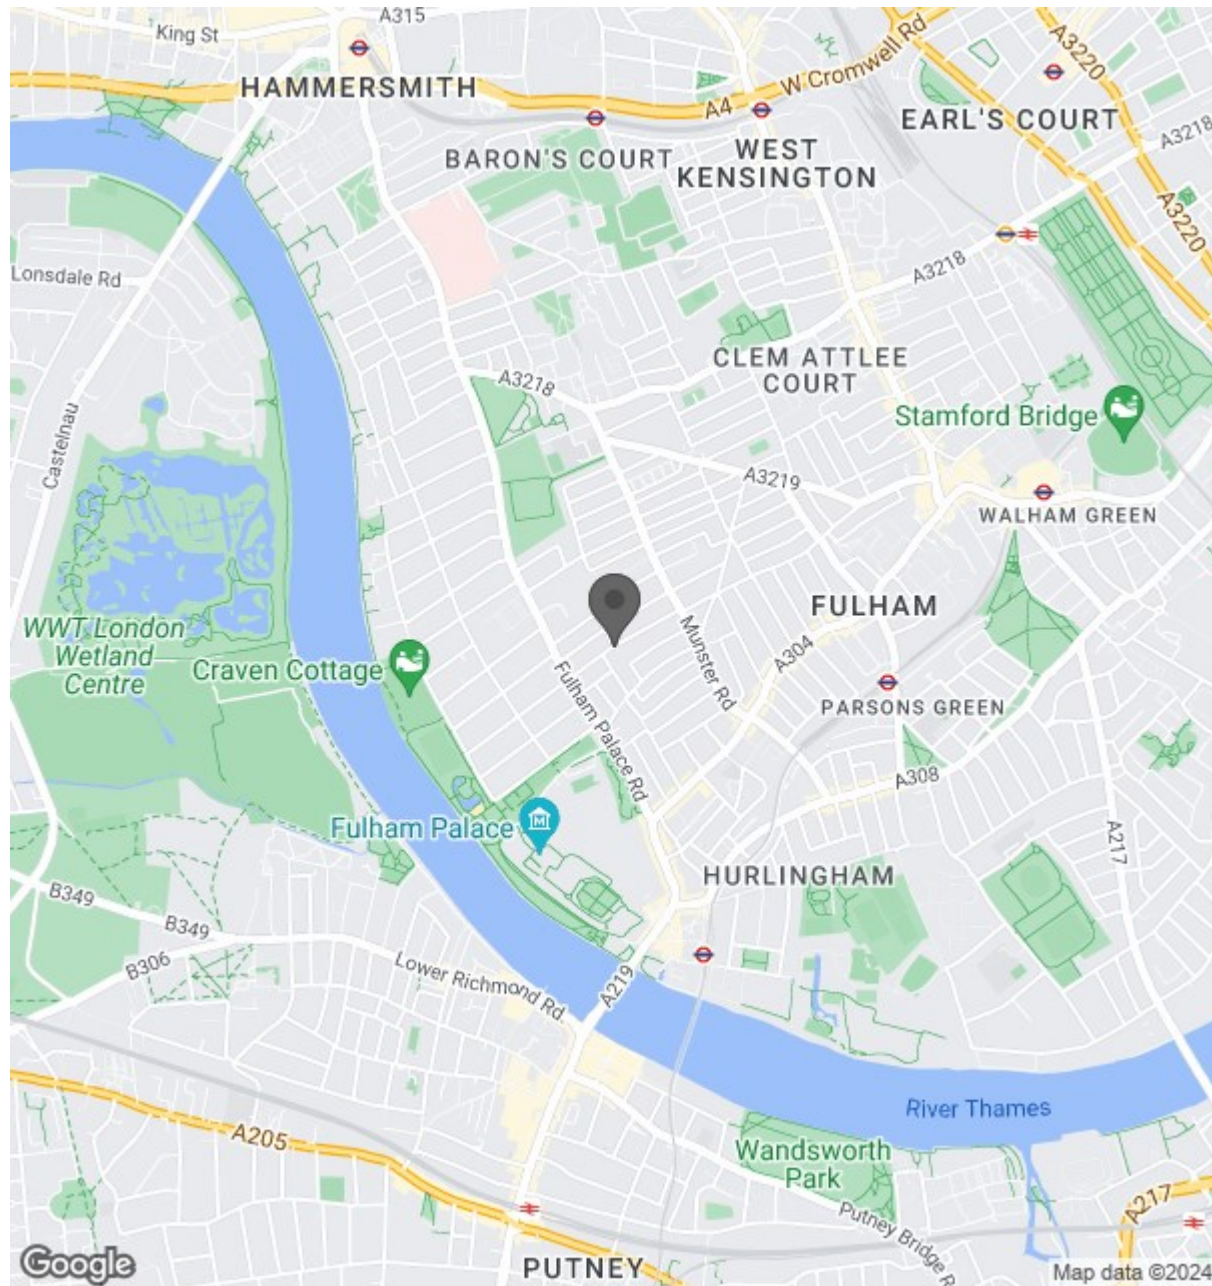 A315
King St
HAMMERSMITH
A3220
W Cromwell Rd
A4
EARL'S COURT
A3218
BARON'S COURT
WEST
KENSINGTON
A3220
Lonsdale Rd
A3218
CLEM ATTLEE
COURT
A3218
Stamford Bridge
Castelnau
A3219
WALHAM GREEN
FULHAM
Munster Rd
A304
WWT London
Wetland
Centre
Craven Cottage
Fulham Palace Rd
PARSONS GREEN
A308
Fulham Palace
M
A217
HURLINGHAM
B349
B349
B306
Lower Richmond Rd.
A219
River Thames
A205
Wandsworth
Park
Putney Bridge R
A217
PUTNEY
Google
Map data ©2024